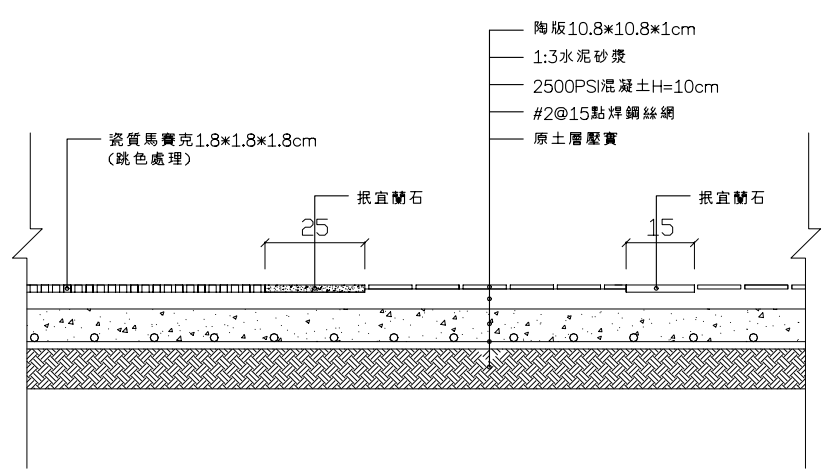 陶版10.8*10.8*1cm
1:3水泥砂漿
2500PSI混凝土H=10cm
#2@15點焊鋼絲網
原土層壓實
瓷質馬賽克1.8*1.8*1.8cm
(跳色處理)
抿宜蘭石
25
抿宜蘭石
15